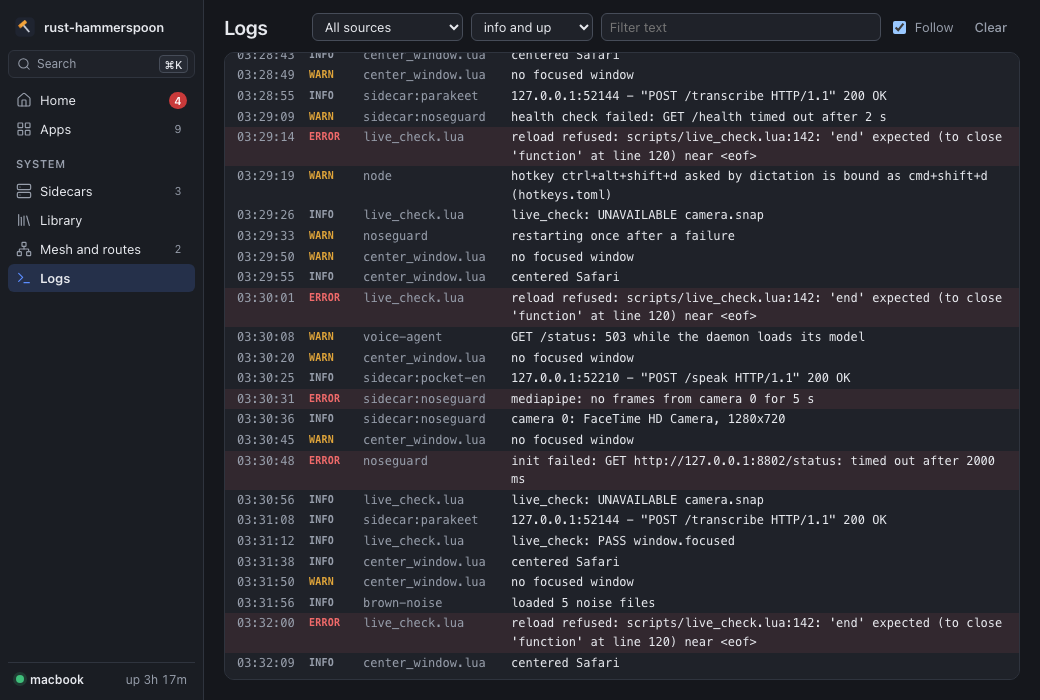 rust-hammerspoon
Search ⌘K
Home 4
Apps 9
SYSTEM
Sidecars 3
Library
Mesh and routes 2
Logs
macbook up 3h 17m
Logs
All sources
info and up
Filter text
Follow
Clear
03:28:43 INFO center_window.lua centered Safari
03:28:49 WARN center_window.lua no focused window
03:28:55 INFO sidecar:parakeet 127.0.0.1:52144 - "POST /transcribe HTTP/1.1" 200 OK
03:29:09 WARN sidecar:noseguard health check failed: GET /health timed out after 2 s
03:29:14 ERROR live_check.lua reload refused: scripts/live_check.lua:142: 'end' expected (to close
'function' at line 120) near <eof>
03:29:19 WARN node hotkey ctrl+alt+shift+d asked by dictation is bound as cmd+shift+d
(hotkeys.toml)
03:29:26 INFO live_check.lua live_check: UNAVAILABLE camera.snap
03:29:33 WARN noseguard restarting once after a failure
03:29:50 WARN center_window.lua no focused window
03:29:55 INFO center_window.lua centered Safari
03:30:01 ERROR live_check.lua reload refused: scripts/live_check.lua:142: 'end' expected (to close
'function' at line 120) near <eof>
03:30:08 WARN voice-agent GET /status: 503 while the daemon loads its model
03:30:20 WARN center_window.lua no focused window
03:30:25 INFO sidecar:pocket-en 127.0.0.1:52210 - "POST /speak HTTP/1.1" 200 OK
03:30:31 ERROR sidecar:noseguard mediapipe: no frames from camera 0 for 5 s
03:30:36 INFO sidecar:noseguard camera 0: FaceTime HD Camera, 1280x720
03:30:45 WARN center_window.lua no focused window
03:30:48 ERROR noseguard init failed: GET http://127.0.0.1:8802/status: timed out after 2000
ms
03:30:56 INFO live_check.lua live_check: UNAVAILABLE camera.snap
03:31:08 INFO sidecar:parakeet 127.0.0.1:52144 - "POST /transcribe HTTP/1.1" 200 OK
03:31:12 INFO live_check.lua live_check: PASS window.focused
03:31:38 INFO center_window.lua centered Safari
03:31:50 WARN center_window.lua no focused window
03:31:56 INFO brown-noise loaded 5 noise files
03:32:00 ERROR live_check.lua reload refused: scripts/live_check.lua:142: 'end' expected (to close
'function' at line 120) near <eof>
03:32:09 INFO center_window.lua centered Safari